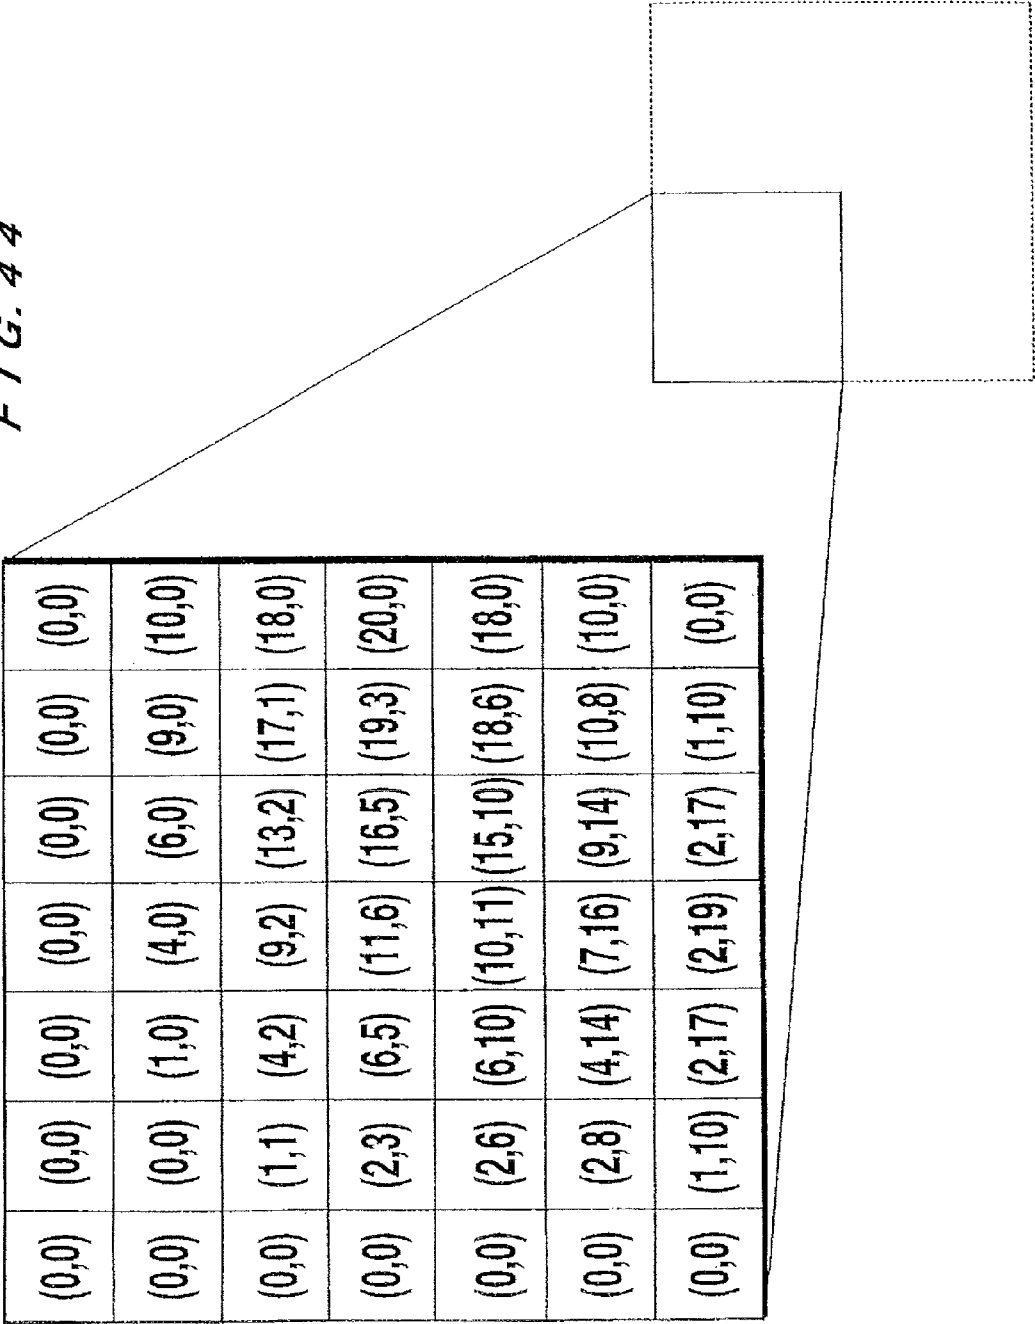 FIG. 44
(0,0) (0,0) (0,0) (0,0) (0,0) (0,0) (0,0)
(0,0) (0,0) (1,0) (4,0) (6,0) (9,0) (10,0)
(0,0) (1,1) (4,2) (9,2) (13,2) (17,1) (18,0)
(0,0) (2,3) (6,5) (11,6) (16,5) (19,3) (20,0)
(0,0) (2,6) (6,10) (10,11) (15,10) (18,6) (18,0)
(0,0) (2,8) (4,14) (7,16) (9,14) (10,8) (10,0)
(0,0) (1,10) (2,17) (2,19) (2,17) (1,10) (0,0)